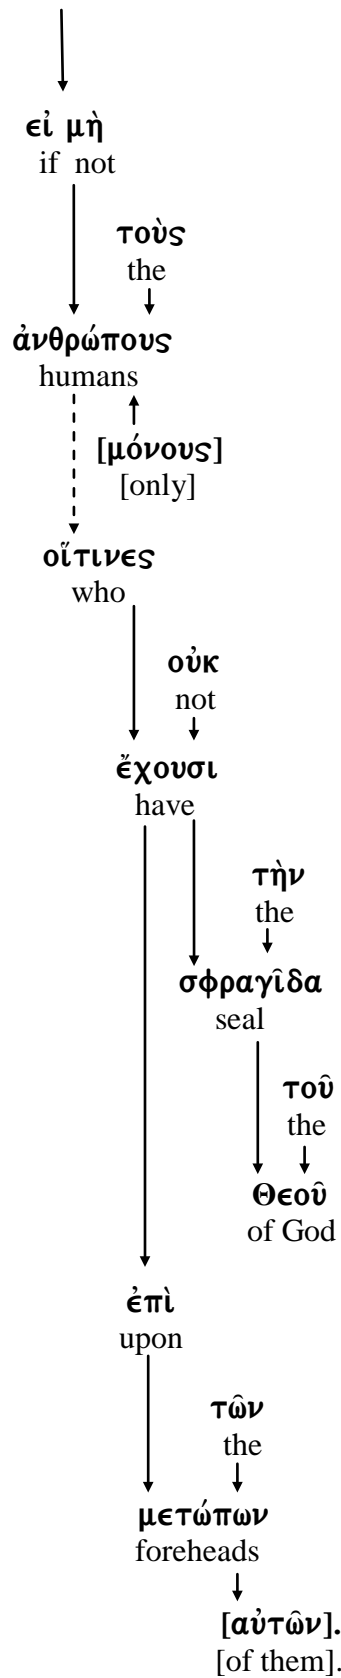 εἰ μὴ
if not
τοὺς
the
ἀνθρώπους
humans
[μόνους]
[only]
οἵτινες
who
οὐκ
not
ἔχουσι
have
τὴν
the
σφραγῖδα
seal
τοῦ
the
Θεοῦ
of God
ἐπὶ
upon
τῶν
the
μετώπων
foreheads
[αὐτῶν].
[of them].